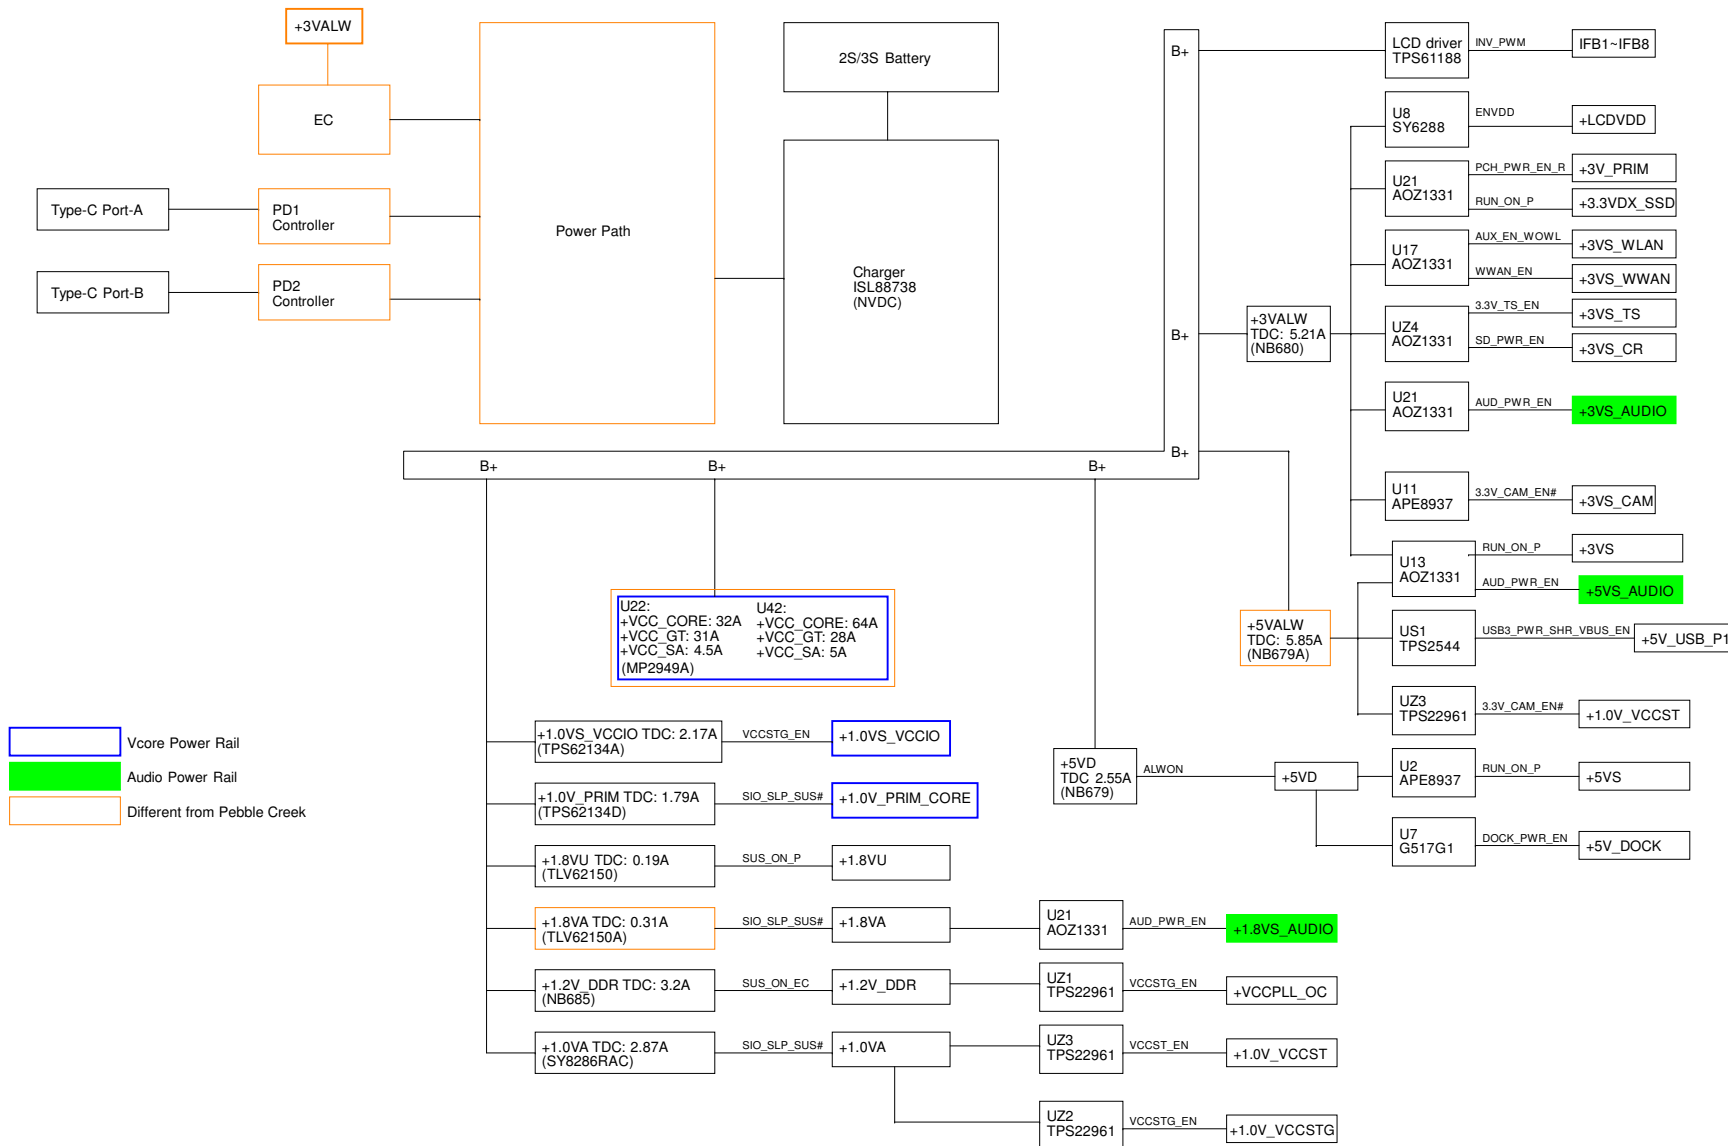 +3VALW
EC
Type-C Port-A
PD1
Controller
Type-C Port-B
PD2
Controller
Power Path
2S/3S Battery
Charger
ISL88738
(NVDC)
B+
B+
B+
B+
B+
B+
LCD driver
TPS61188
INV_PWM
IFB1~IFB8
U8
SY6288
ENVDD
+LCDVDD
U21
AOZ1331
PCH_PWR_EN_R
+3V_PRIM
RUN_ON_P
+3.3VDX_SSD
U17
AOZ1331
AUX_EN_WOWL
+3VS_WLAN
WWAN_EN
+3VS_WWAN
+3VALW
TDC: 5.21A
(NB680)
UZ4
AOZ1331
3.3V_TS_EN
+3VS_TS
SD_PWR_EN
+3VS_CR
U21
AOZ1331
AUD_PWR_EN
+3VS_AUDIO
U11
APE8937
3.3V_CAM_EN#
+3VS_CAM
U13
AOZ1331
RUN_ON_P
+3VS
AUD_PWR_EN
+5VS_AUDIO
+5VALW
TDC: 5.85A
(NB679A)
US1
TPS2544
USB3_PWR_SHR_VBUS_EN
+5V_USB_P1
UZ3
TPS22961
3.3V_CAM_EN#
+1.0V_VCCST
+5VD
TDC 2.55A
(NB679)
ALWON
+5VD
U2
APE8937
RUN_ON_P
+5VS
U7
G517G1
DOCK_PWR_EN
+5V_DOCK
U22:
+VCC_CORE: 32A
+VCC_GT: 31A
+VCC_SA: 4.5A
(MP2949A)
U42:
+VCC_CORE: 64A
+VCC_GT: 28A
+VCC_SA: 5A
Vcore Power Rail
Audio Power Rail
Different from Pebble Creek
+1.0VS_VCCIO TDC: 2.17A
(TPS62134A)
VCCSTG_EN
+1.0VS_VCCIO
+1.0V_PRIM TDC: 1.79A
(TPS62134D)
SIO_SLP_SUS#
+1.0V_PRIM_CORE
+1.8VU TDC: 0.19A
(TLV62150)
SUS_ON_P
+1.8VU
+1.8VA TDC: 0.31A
(TLV62150A)
SIO_SLP_SUS#
+1.8VA
U21
AOZ1331
AUD_PWR_EN
+1.8VS_AUDIO
+1.2V_DDR TDC: 3.2A
(NB685)
SUS_ON_EC
+1.2V_DDR
UZ1
TPS22961
VCCSTG_EN
+VCCPLL_OC
+1.0VA TDC: 2.87A
(SY8286RAC)
SIO_SLP_SUS#
+1.0VA
UZ3
TPS22961
VCCST_EN
+1.0V_VCCST
UZ2
TPS22961
VCCSTG_EN
+1.0V_VCCSTG